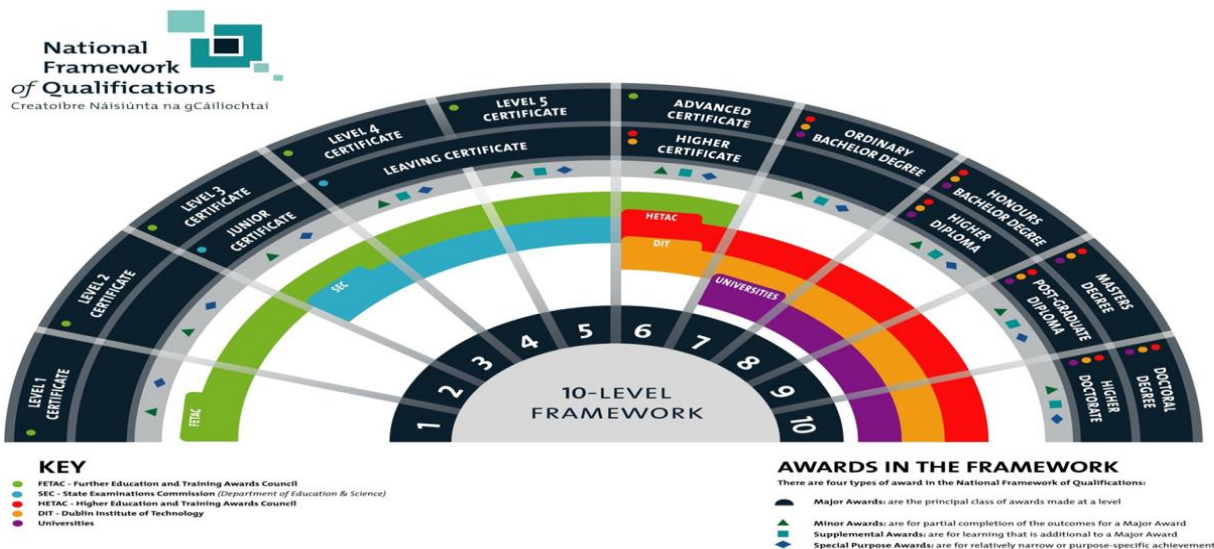 National
Framework
of Qualifications
Creatoibre Náisiúnta na gCáilíochtaí
LEVEL 1
CERTIFICATE
LEVEL 2
CERTIFICATE
LEVEL 3
CERTIFICATE
JUNIOR
CERTIFICATE
LEVEL 4
CERTIFICATE
LEVEL 5
CERTIFICATE
LEAVING CERTIFICATE
ADVANCED
CERTIFICATE
HIGHER
CERTIFICATE
ORDINARY
BACHELOR DEGREE
HONOURS
BACHELOR DEGREE
HIGHER
DIPLOMA
MASTERS
DEGREE
POST-GRADUATE
DIPLOMA
DOCTORAL
DEGREE
HIGHER
DOCTORATE
FETAC
SEC
HETAC
DIT
UNIVERSITIES
1
2
3
4
5
6
7
8
9
10
10-LEVEL
FRAMEWORK
KEY
FETAC - Further Education and Training Awards Council
SEC - State Examinations Commission (Department of Education & Science)
HETAC - Higher Education and Training Awards Council
DIT - Dublin Institute of Technology
Universities
AWARDS IN THE FRAMEWORK
There are four types of award in the National Framework of Qualifications:
Major Awards: are the principal class of awards made at a level
Minor Awards: are for partial completion of the outcomes for a Major Award
Supplemental Awards: are for learning that is additional to a Major Award
Special Purpose Awards: are for relatively narrow or purpose-specific achievement